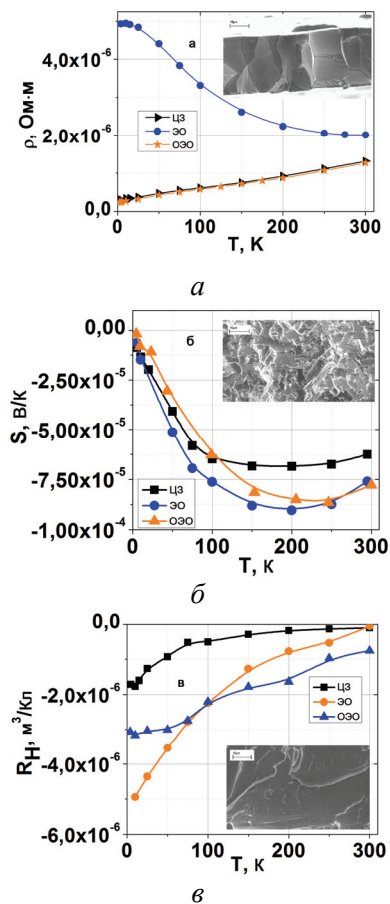 а
ρ, Ом·м
4,0x10⁻⁶
2,0x10⁻⁶
0,0
ЦЗ
ЭО
ОЭО
0 100 200 300
T, K
а
б
S, В/К
0,00
-2,50x10⁻⁵
-5,00x10⁻⁵
-7,50x10⁻⁵
-1,00x10⁻⁴
ЦЗ
ЭО
ОЭО
0 100 200 300
T, К
б
в
R_H, м³/Кл
0,0
-2,0x10⁻⁶
-4,0x10⁻⁶
-6,0x10⁻⁶
ЦЗ
ЭО
ОЭО
0 100 200 300
T, К
в